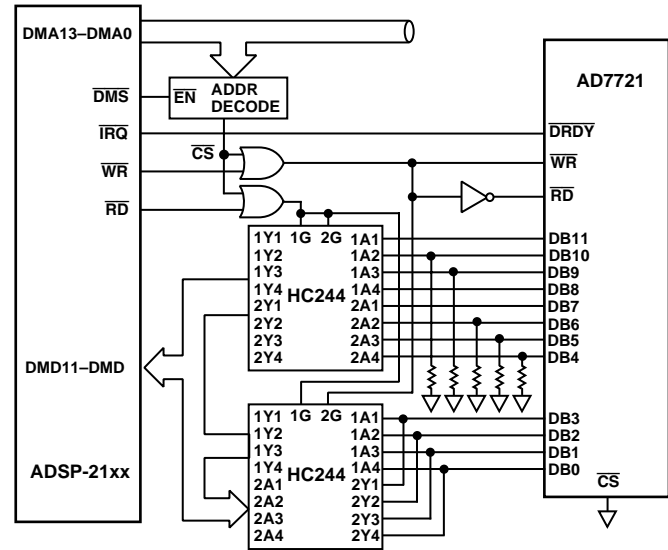 DMA13–DMA0
AD7721
DMS
EN
ADDR
DECODE
IRQ
DRDY
CS
WR
WR
RD
RD
1Y1 1G 2G 1A1 DB11
1Y2 1A2 DB10
1Y3 1A3 DB9
1Y4 HC244 1A4 DB8
2Y1 2A1 DB7
2Y2 2A2 DB6
2Y3 2A3 DB5
2Y4 2A4 DB4
DMD11–DMD
1Y1 1G 2G 1A1 DB3
1Y2 1A2 DB2
1Y3 1A3 DB1
1Y4 HC244 1A4 DB0
2A1 2Y1
2A2 2Y2
2A3 2Y3
2A4 2Y4
ADSP-21xx
CS